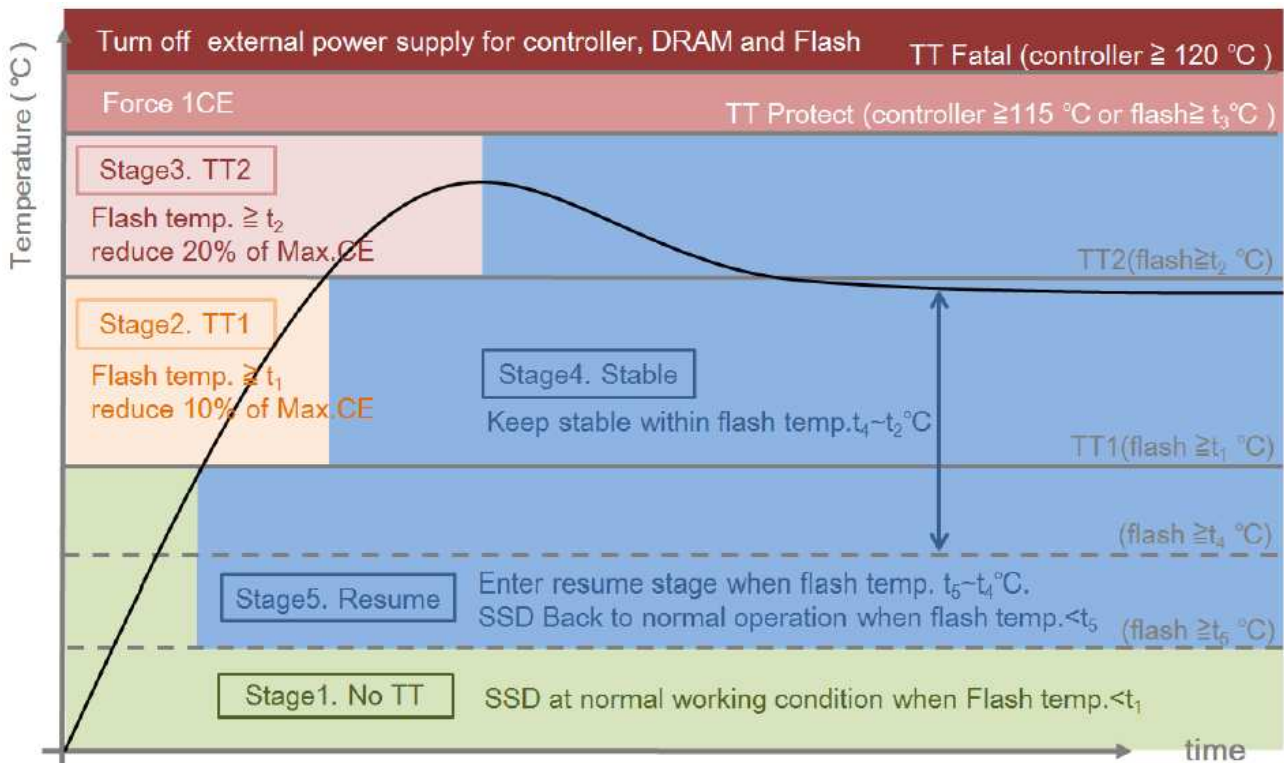 Temperature ( °C)
Turn off external power supply for controller, DRAM and Flash
TT Fatal (controller ≧ 120 °C )
Force 1CE
TT Protect (controller ≧115 °C or flash≧ t₃°C )
Stage3. TT2
Flash temp. ≧ t₂
reduce 20% of Max.CE
TT2(flash≧t₂ °C)
Stage2. TT1
Flash temp. ≧ t₁
reduce 10% of Max.CE
Stage4. Stable
Keep stable within flash temp.t₄~t₂°C
TT1(flash ≧t₁ °C)
(flash ≧t₄ °C)
Stage5. Resume
Enter resume stage when flash temp. t₅~t₄°C.
SSD Back to normal operation when flash temp.<t₅
(flash ≧t₅ °C)
Stage1. No TT
SSD at normal working condition when Flash temp.<t₁
time